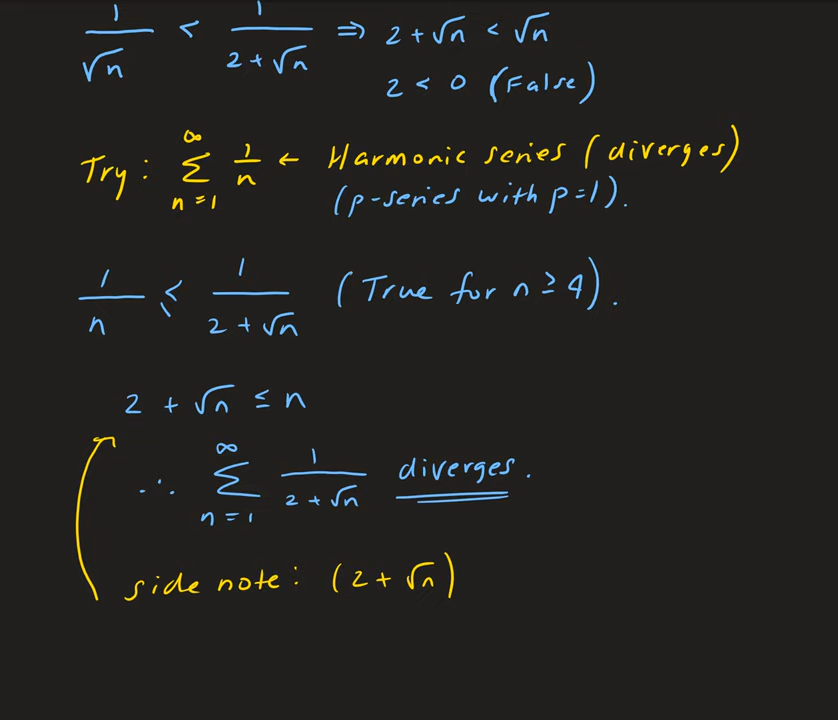 1/√n < 1/(2 + √n) ⇒ 2 + √n < √n
2 < 0 (False)
Try: ∑_{n=1}^{∞} 1/n ← Harmonic series (diverges)
(p-series with p=1).
1/n ≤ 1/(2 + √n) (True for n ≥ 4).
2 + √n ≤ n
∴ ∑_{n=1}^{∞} 1/(2 + √n) diverges.
side note: (2 + √n)